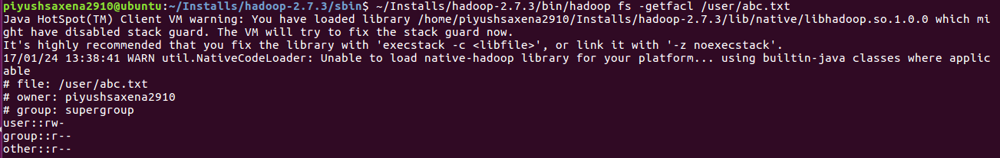 piyushsaxena2910@ubuntu:~/Installs/hadoop-2.7.3/sbin$ ~/Installs/hadoop-2.7.3/bin/hadoop fs -getfacl /user/abc.txt
Java HotSpot(TM) Client VM warning: You have loaded library /home/piyushsaxena2910/Installs/hadoop-2.7.3/lib/native/libhadoop.so.1.0.0 which mi
ght have disabled stack guard. The VM will try to fix the stack guard now.
It's highly recommended that you fix the library with 'execstack -c <libfile>', or link it with '-z noexecstack'.
17/01/24 13:38:41 WARN util.NativeCodeLoader: Unable to load native-hadoop library for your platform... using builtin-java classes where applic
able
# file: /user/abc.txt
# owner: piyushsaxena2910
# group: supergroup
user::rw-
group::r--
other::r--